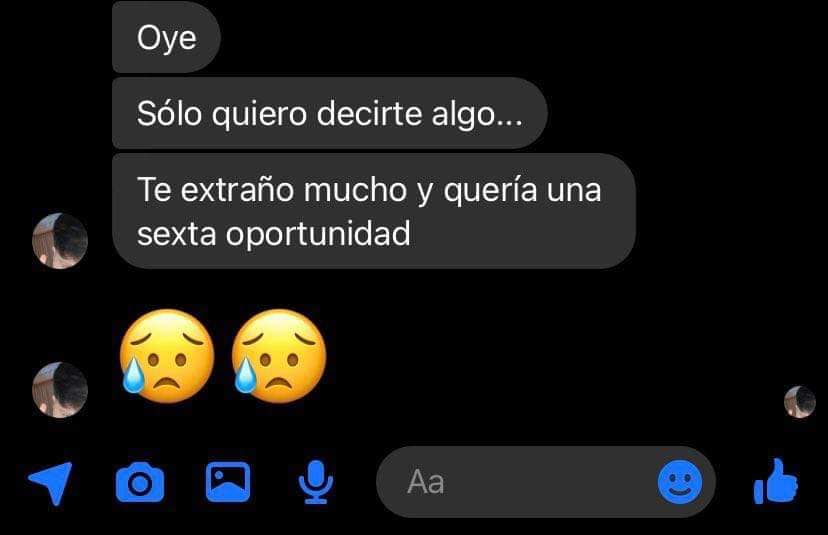 Oye
Sólo quiero decirte algo...
Te extraño mucho y quería una
sexta oportunidad
Aa